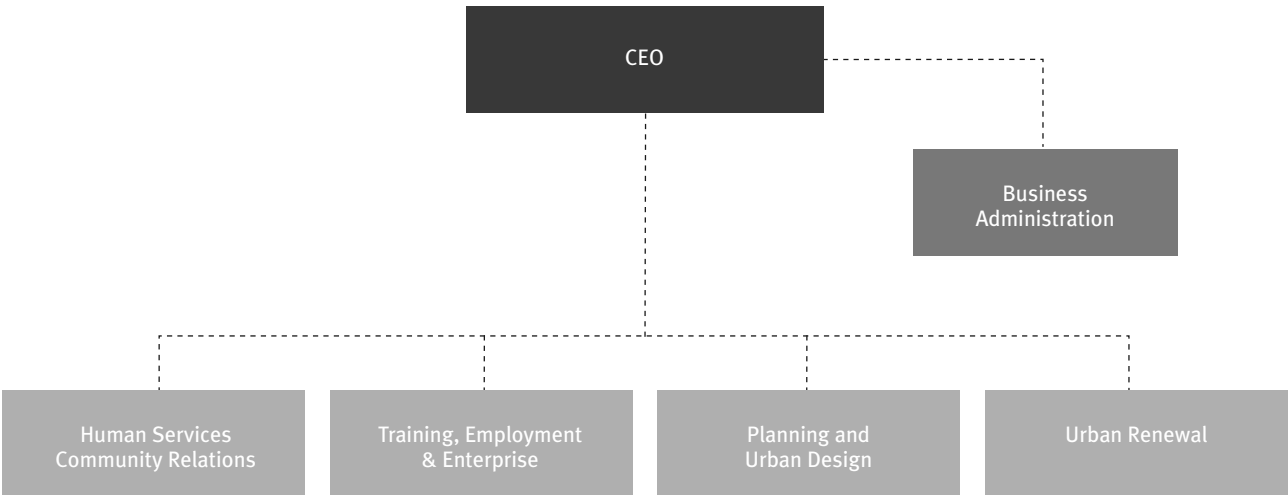 CEO
Business
Administration
Human Services
Community Relations
Training, Employment
& Enterprise
Planning and
Urban Design
Urban Renewal